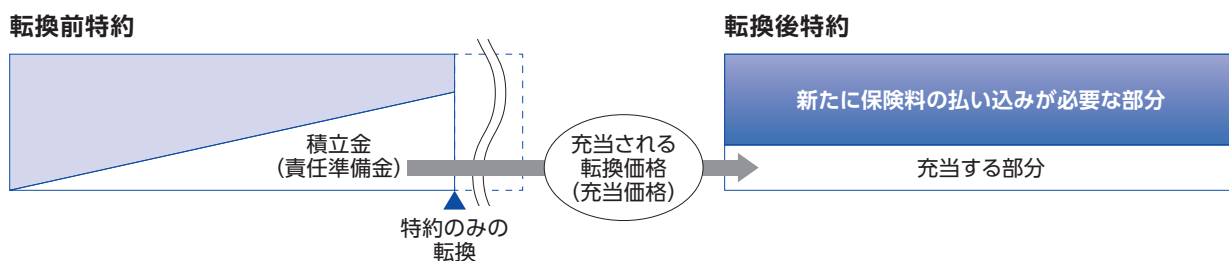 転換前特約
転換後特約
新たに保険料の払い込みが必要な部分
積立金
(責任準備金)
充当される
転換価格
(充当価格)
充当する部分
特約のみの
転換